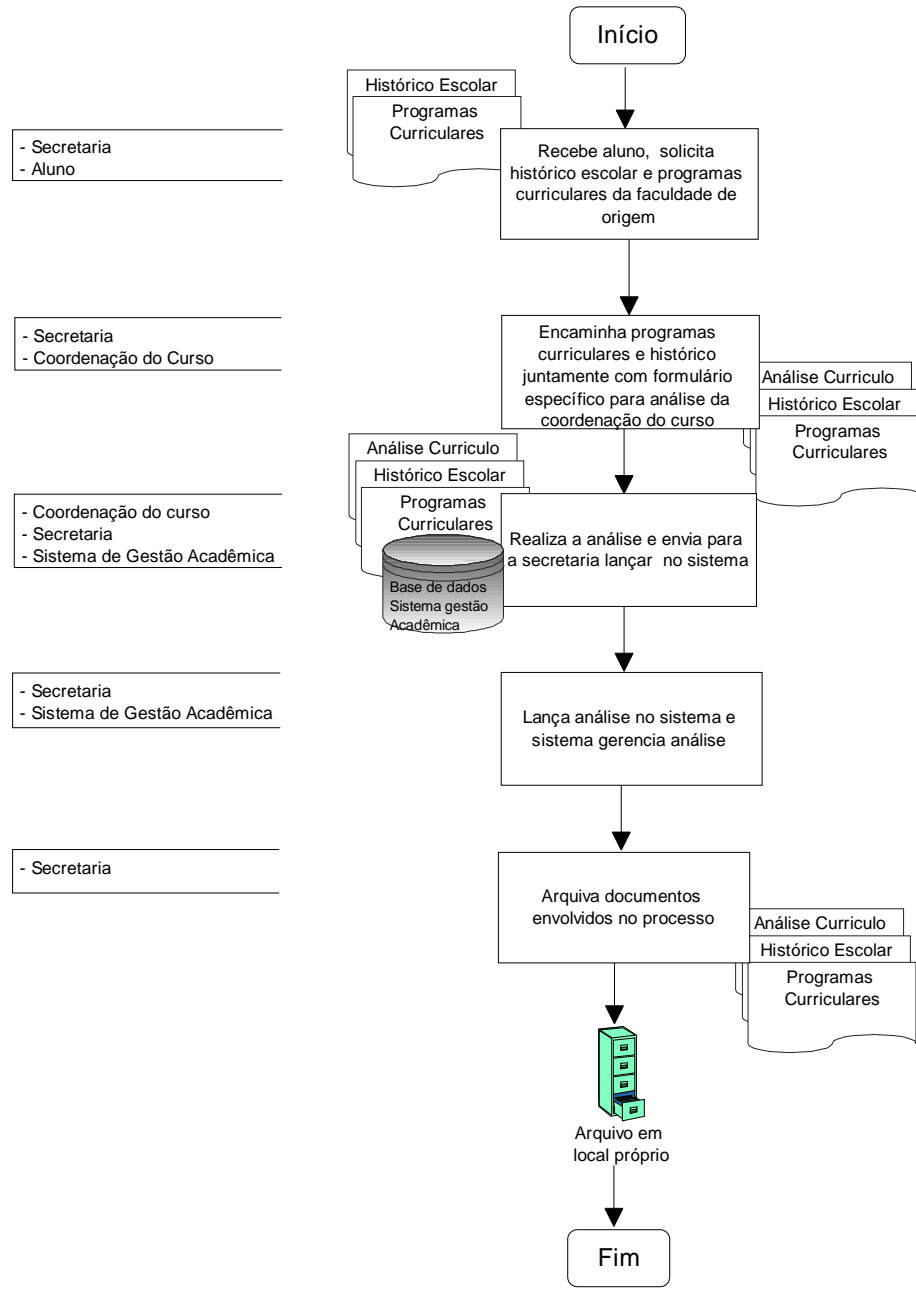 Início
Histórico Escolar
Programas
Curriculares
- Secretaria
- Aluno
Recebe aluno, solicita
histórico escolar e programas
curriculares da faculdade de
origem
- Secretaria
- Coordenação do Curso
Encaminha programas
curriculares e histórico
juntamente com formulário
específico para análise da
coordenação do curso
Análise Curriculo
Histórico Escolar
Programas
Curriculares
Análise Curriculo
Histórico Escolar
Programas
Curriculares
Base de dados
Sistema gestão
Acadêmica
- Coordenação do curso
- Secretaria
- Sistema de Gestão Acadêmica
Realiza a análise e envia para
a secretaria lançar no sistema
- Secretaria
- Sistema de Gestão Acadêmica
Lança análise no sistema e
sistema gerencia análise
- Secretaria
Arquiva documentos
envolvidos no processo
Análise Curriculo
Histórico Escolar
Programas
Curriculares
Arquivo em
local próprio
Fim